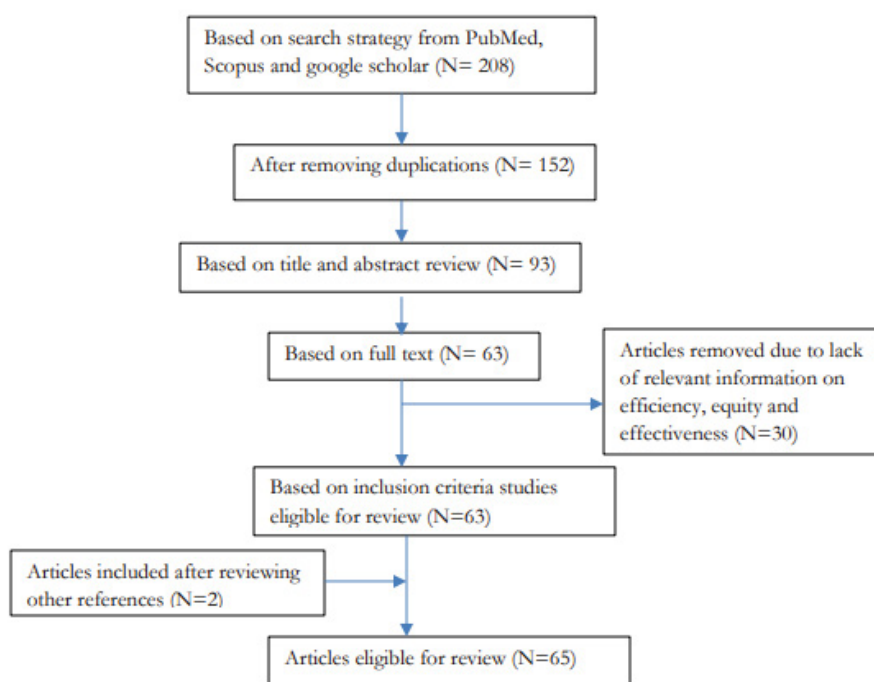 Based on search strategy from PubMed,
Scopus and google scholar (N= 208)
After removing duplications (N= 152)
Based on title and abstract review (N= 93)
Based on full text (N= 63)
Articles removed due to lack
of relevant information on
efficiency, equity and
effectiveness (N=30)
Based on inclusion criteria studies
eligible for review (N=63)
Articles included after reviewing
other references (N=2)
Articles eligible for review (N=65)